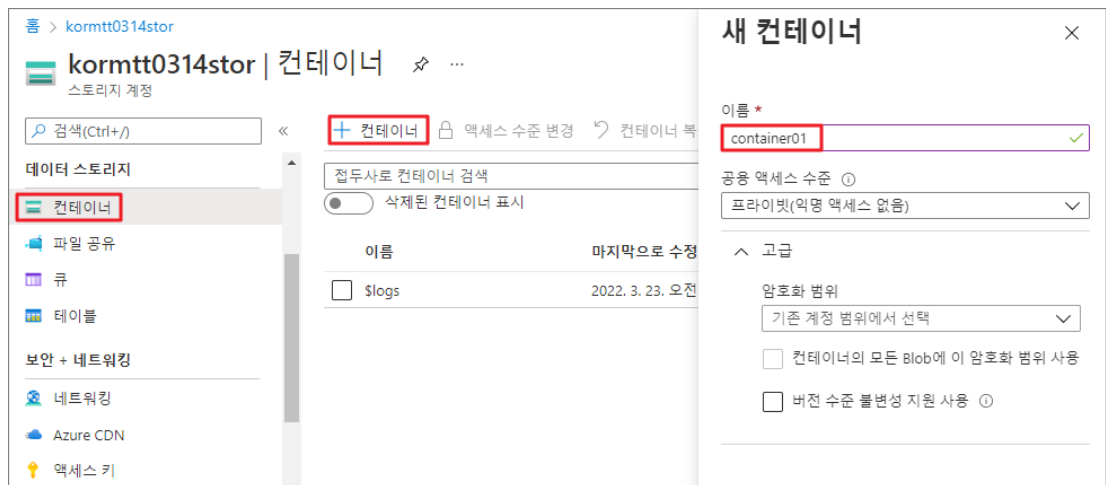 홈 > kormtt0314stor
kormtt0314stor | 컨테이너 ...
스토리지 계정
검색(Ctrl+/)
«
데이터 스토리지
컨테이너
파일 공유
큐
테이블
보안 + 네트워킹
네트워킹
Azure CDN
액세스 키
+ 컨테이너 액세스 수준 변경 컨테이너 복
접두사로 컨테이너 검색
삭제된 컨테이너 표시
이름 마지막으로 수정
$logs 2022. 3. 23. 오전
새 컨테이너
이름 *
container01
공용 액세스 수준
프라이빗(익명 액세스 없음)
고급
암호화 범위
기존 계정 범위에서 선택
컨테이너의 모든 Blob에 이 암호화 범위 사용
버전 수준 불변성 지원 사용